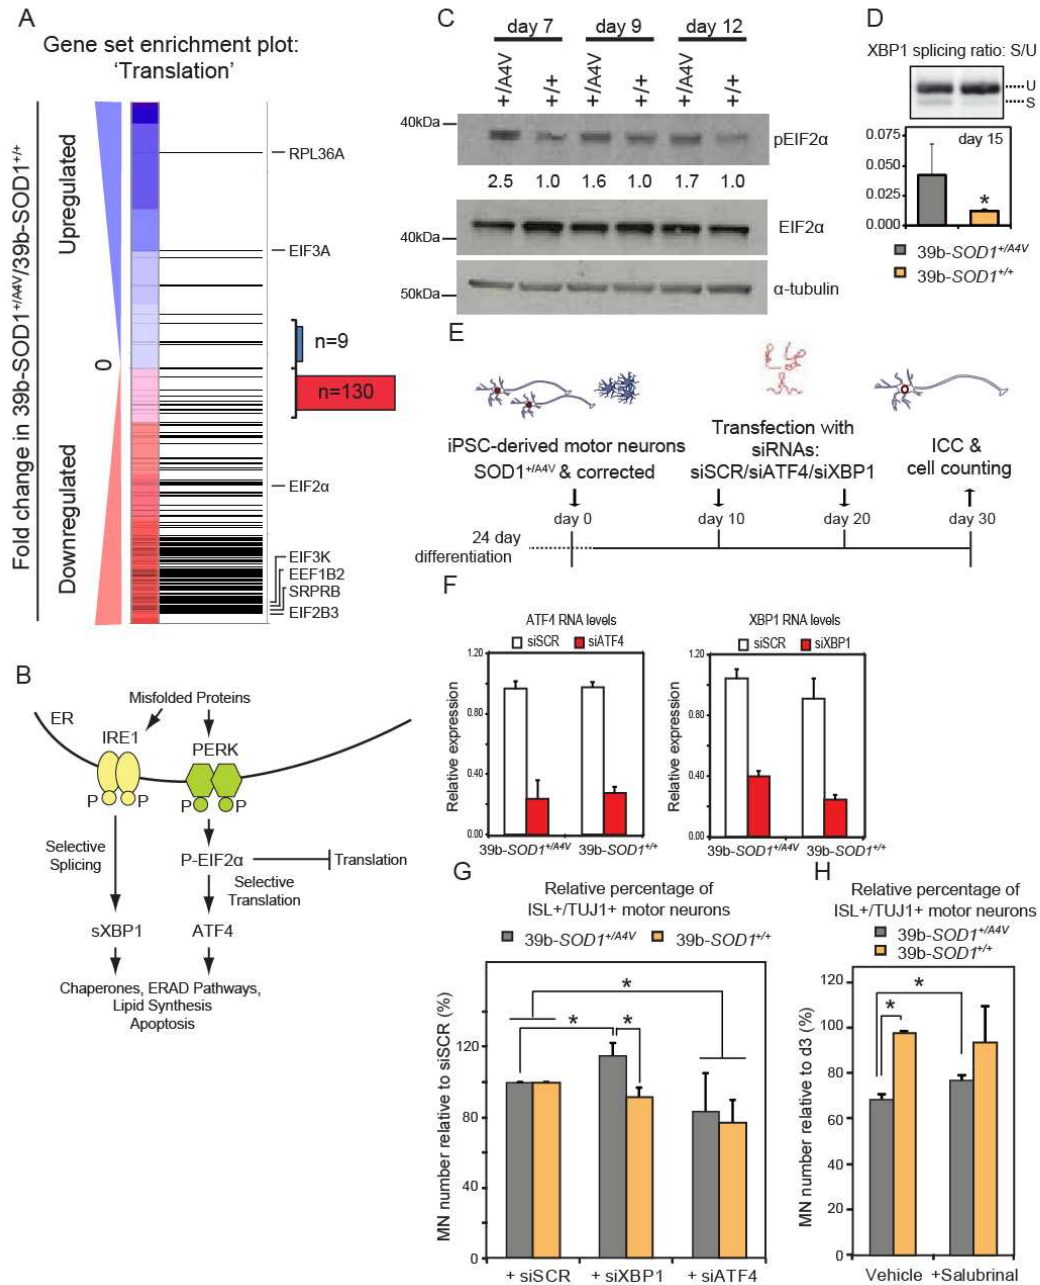 A
Gene set enrichment plot:
'Translation'
Fold change in 39b-SOD1+/A4V/39b-SOD1+/+
Upregulated
0
Downregulated
RPL36A
EIF3A
n=9
n=130
EIF2α
EIF3K
EEF1B2
SRPRB
EIF2B3
B
Misfolded Proteins
ER
IRE1
PERK
P P
P P
Selective
Splicing
P-EIF2α
Translation
Selective
Translation
sXBP1
ATF4
Chaperones, ERAD Pathways,
Lipid Synthesis
Apoptosis
C
day 7 day 9 day 12
+/A4V +/+ +/A4V +/+ +/A4V +/+
40kDa
pEIF2α
2.5 1.0 1.6 1.0 1.7 1.0
EIF2α
40kDa
50kDa
α-tubulin
D
XBP1 splicing ratio: S/U
U
S
0.075
0.050
0.025
0.000
day 15
*
39b-SOD1+/A4V
39b-SOD1+/+
E
iPSC-derived motor neurons
SOD1+/A4V & corrected
Transfection with
siRNAs:
siSCR/siATF4/siXBP1
ICC &
cell counting
day 0 day 10 day 20 day 30
24 day
differentiation
F
ATF4 RNA levels
siSCR siATF4
Relative expression
1.20
0.80
0.40
0.00
39b-SOD1+/A4V 39b-SOD1+/+
XBP1 RNA levels
siSCR siXBP1
Relative expression
1.20
0.80
0.40
0.00
39b-SOD1+/A4V 39b-SOD1+/+
G
Relative percentage of
ISL+/TUJ1+ motor neurons
39b-SOD1+/A4V 39b-SOD1+/+
MN number relative to siSCR (%)
120
80
40
0
*
* *
+ siSCR + siXBP1 + siATF4
H
Relative percentage of
ISL+/TUJ1+ motor neurons
39b-SOD1+/A4V
39b-SOD1+/+
MN number relative to d3 (%)
120
100
80
60
40
20
0
*
*
Vehicle +Salubrinal